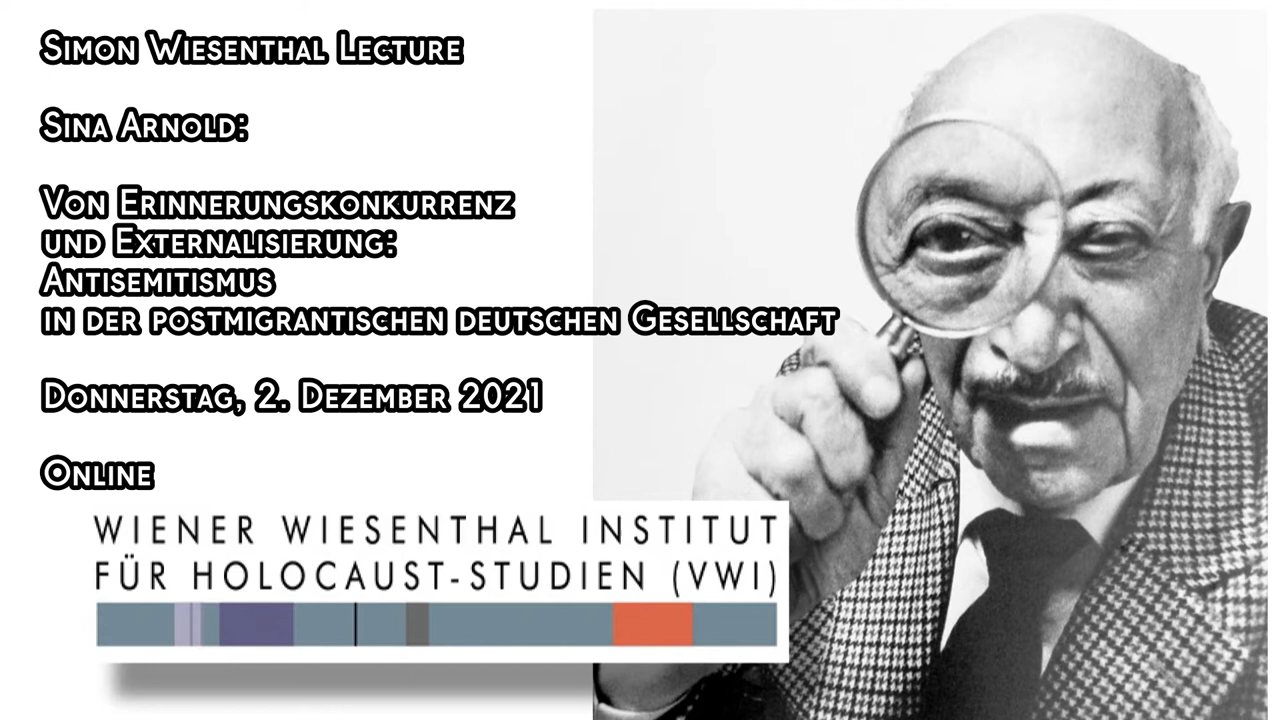 Simon Wiesenthal Lecture
Sina Arnold:
Von Erinnerungskonkurrenz
und Externalisierung:
Antisemitismus
in der postmigrantischen deutschen Gesellschaft
Donnerstag, 2. Dezember 2021
Online
WIENER WIESENTHAL INSTITUT
FÜR HOLOCAUST-STUDIEN (VWI)